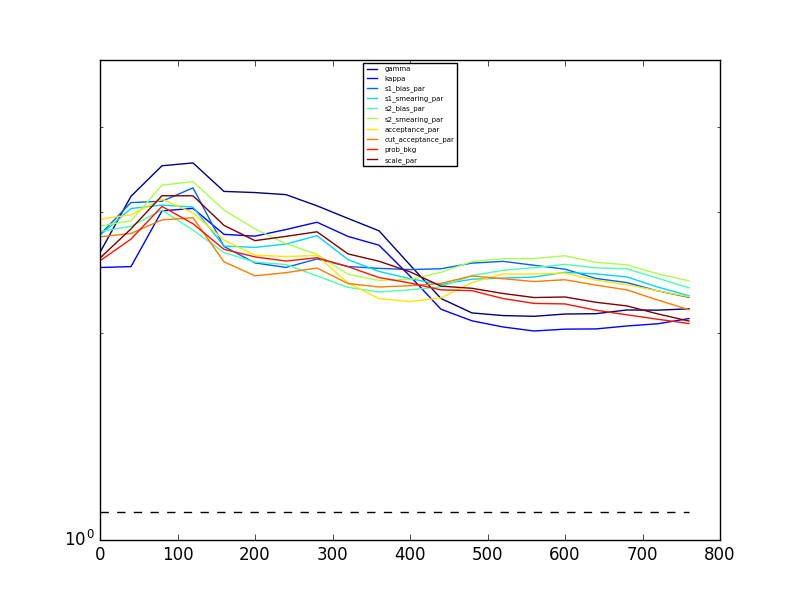 gamma
kappa
s1_bias_par
s1_smearing_par
s2_bias_par
s2_smearing_par
acceptance_par
cut_acceptance_par
prob_bkg
scale_par
10^0
0 100 200 300 400 500 600 700 800